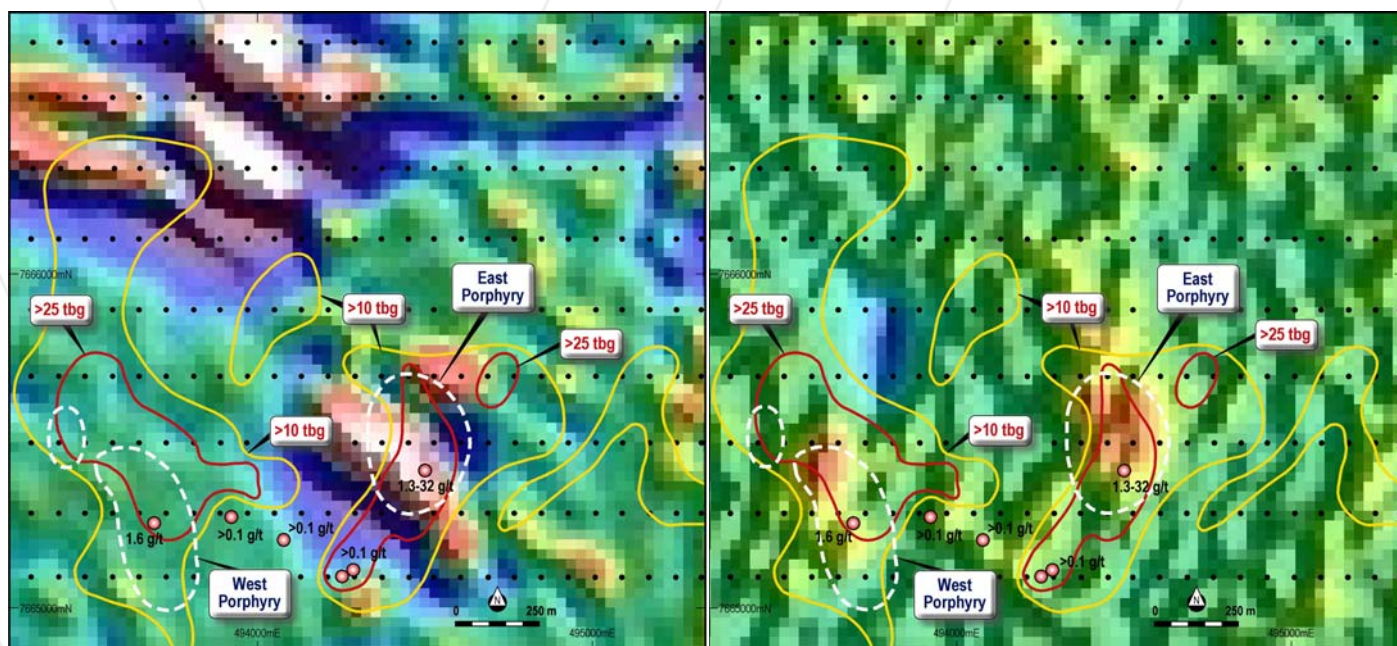 7666000mN
>25 tbg
>10 tbg
East
Porphyry
>25 tbg
>10 tbg
1.3-32 g/t
1.6 g/t
>0.1 g/t
>0.1 g/t
>0.1 g/t
West
Porphyry
N
0
250 m
7665000mN
494000mE
495000mE
7666000mN
>25 tbg
>10 tbg
East
Porphyry
>25 tbg
>10 tbg
1.3-32 g/t
1.6 g/t
>0.1 g/t
>0.1 g/t
>0.1 g/t
West
Porphyry
N
0
250 m
7665000mN
494000mE
495000mE